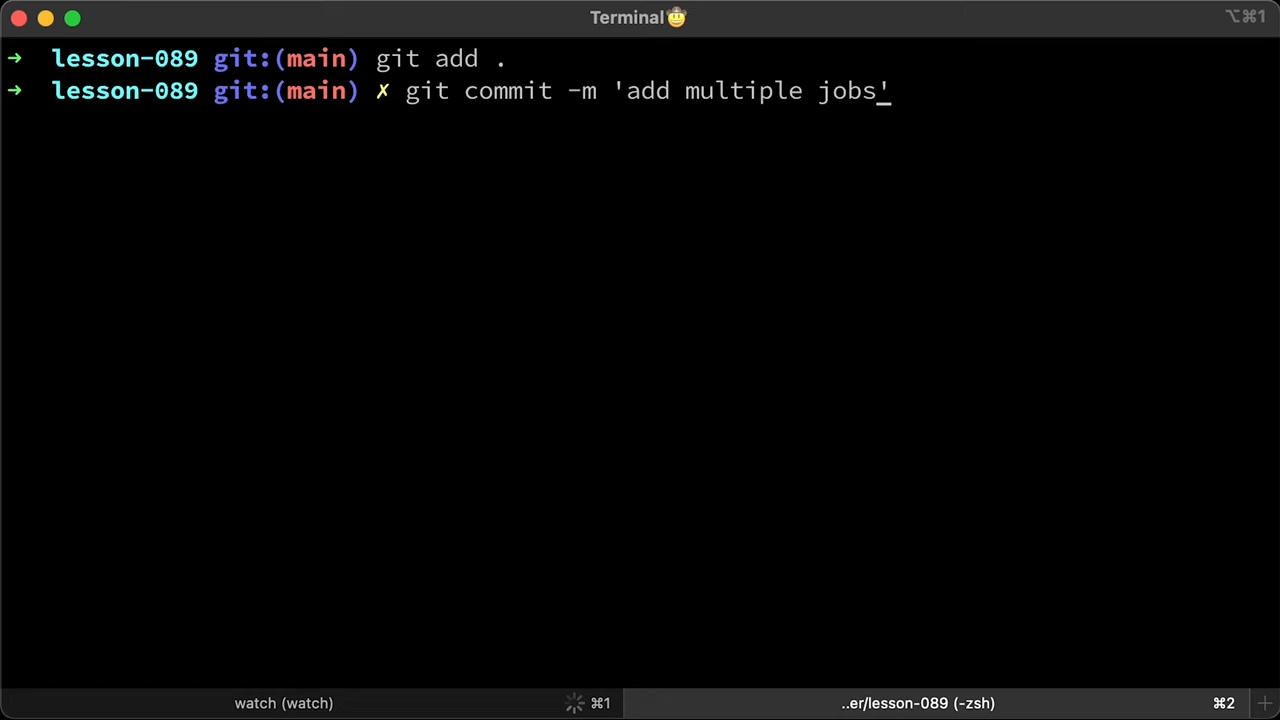 Terminal🤠
⌥⌘1
→ lesson-089 git:(main) git add .
→ lesson-089 git:(main) ✗ git commit -m 'add multiple jobs'
watch (watch) ⌘1
..er/lesson-089 (-zsh) ⌘2